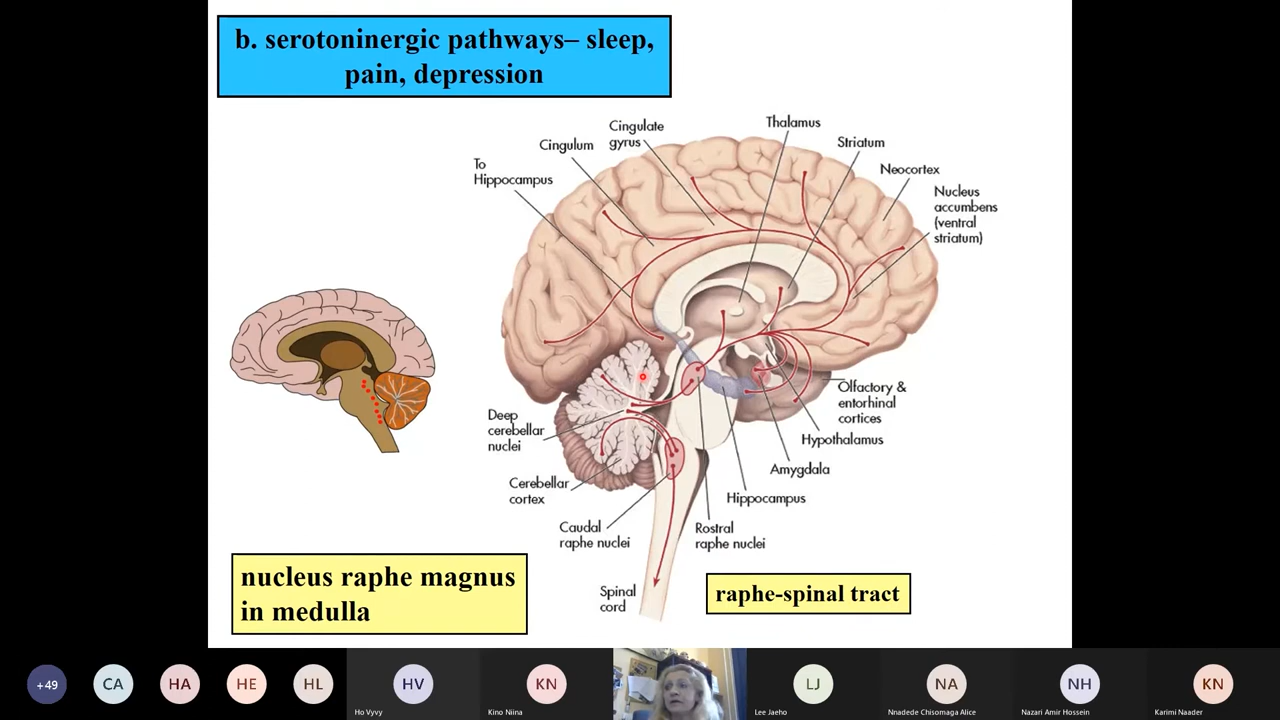 b. serotoninergic pathways– sleep,
pain, depression
Thalamus
Cingulate
gyrus
Striatum
Cingulum
To
Hippocampus
Neocortex
Nucleus
accumbens
(ventral
striatum)
Olfactory &
entorhinal
cortices
Deep
cerebellar
nuclei
Hypothalamus
Amygdala
Cerebellar
cortex
Hippocampus
Caudal
raphe nuclei
Rostral
raphe nuclei
Spinal
cord
nucleus raphe magnus
in medulla
raphe-spinal tract
+49
CA
HA
HE
HL
HV
Ho Vyvy
KN
Kino Niina
LJ
Lee Jaeho
NA
Nnadede Chisomaga Alice
NH
Nazari Amir Hossein
KN
Karimi Naader